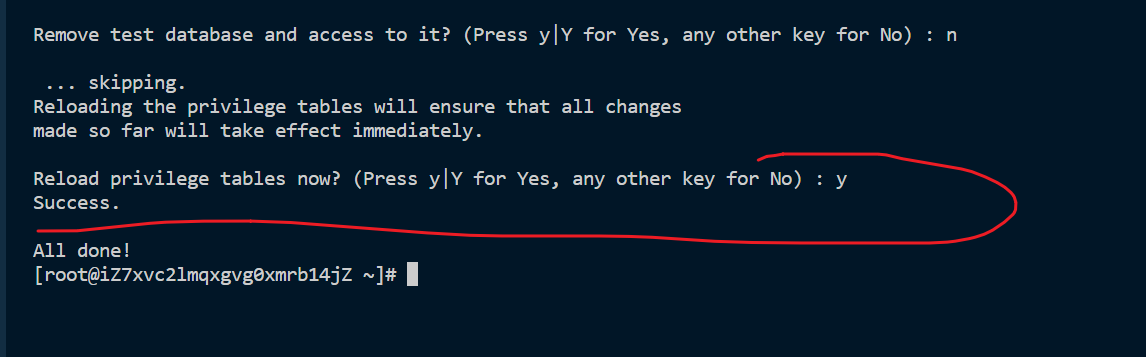 Remove test database and access to it? (Press y|Y for Yes, any other key for No) : n
... skipping.
Reloading the privilege tables will ensure that all changes
made so far will take effect immediately.
Reload privilege tables now? (Press y|Y for Yes, any other key for No) : y
Success.
All done!
[root@iZ7xvc2lmqxgvg0xmrb14jZ ~]#